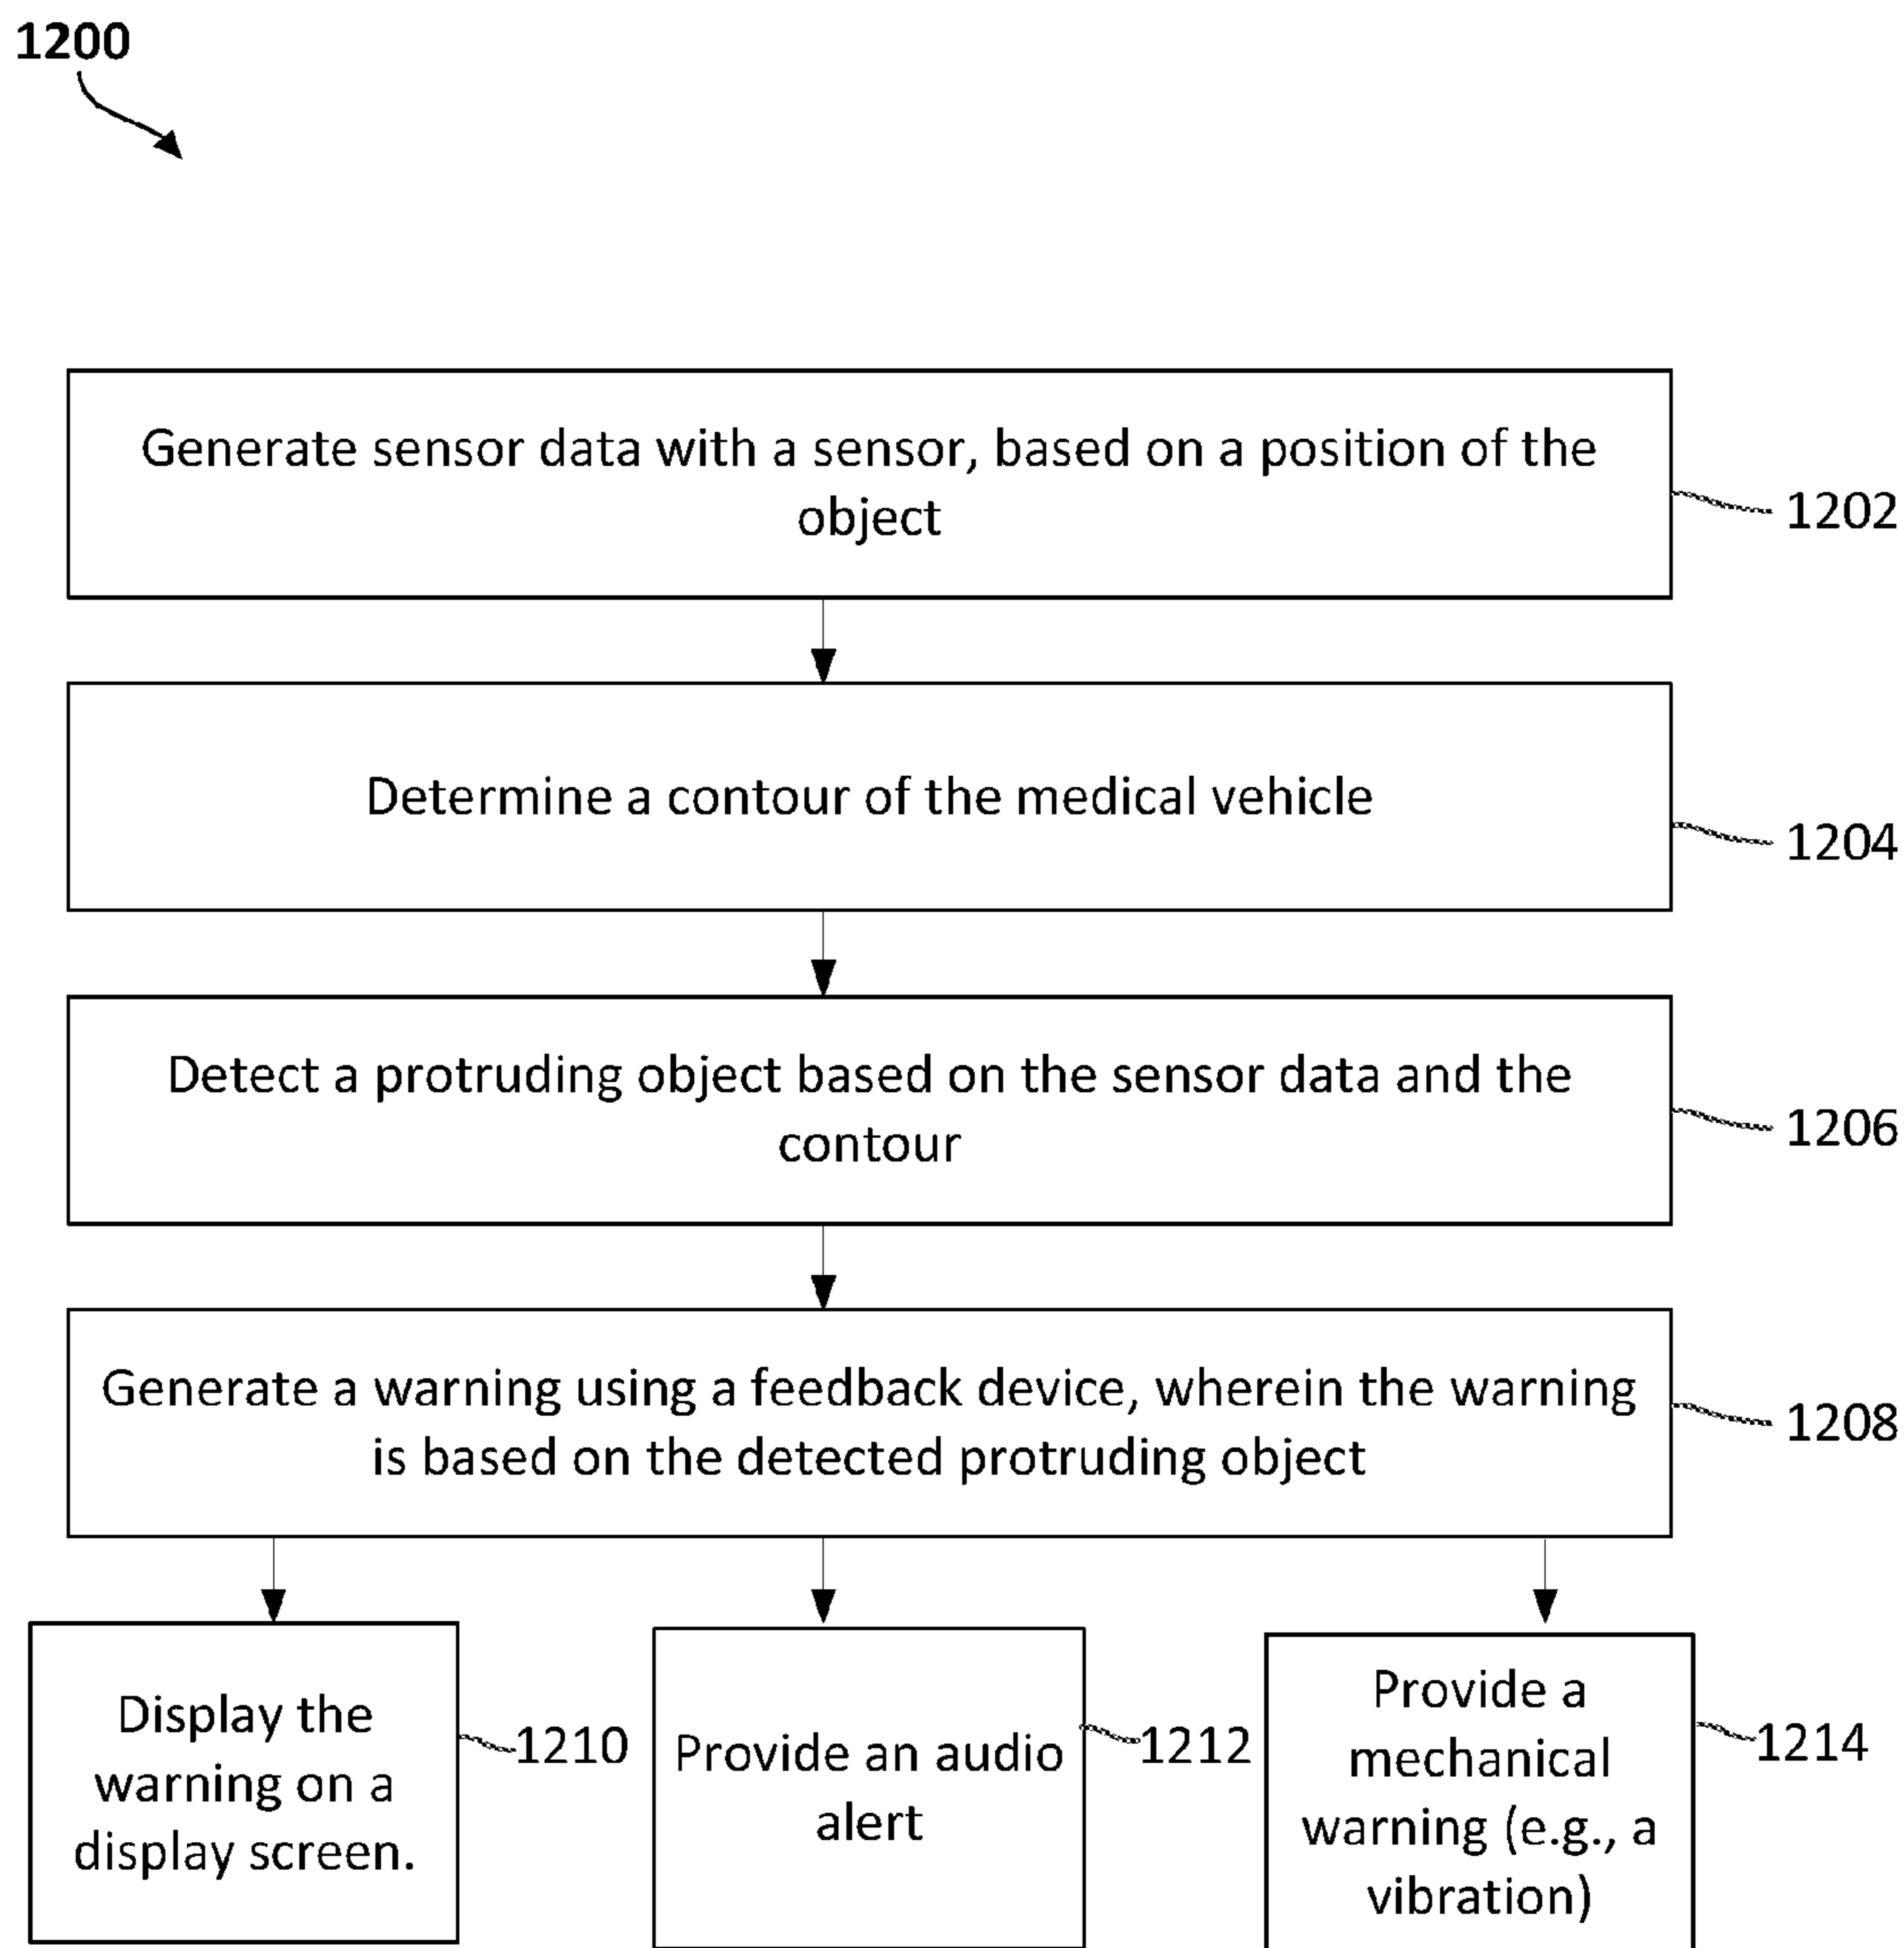 1200
Generate sensor data with a sensor, based on a position of the
object
1202
Determine a contour of the medical vehicle
1204
Detect a protruding object based on the sensor data and the
contour
1206
Generate a warning using a feedback device, wherein the warning
is based on the detected protruding object
1208
Display the
warning on a
display screen.
1210
Provide an audio
alert
1212
Provide a
mechanical
warning (e.g., a
vibration)
1214